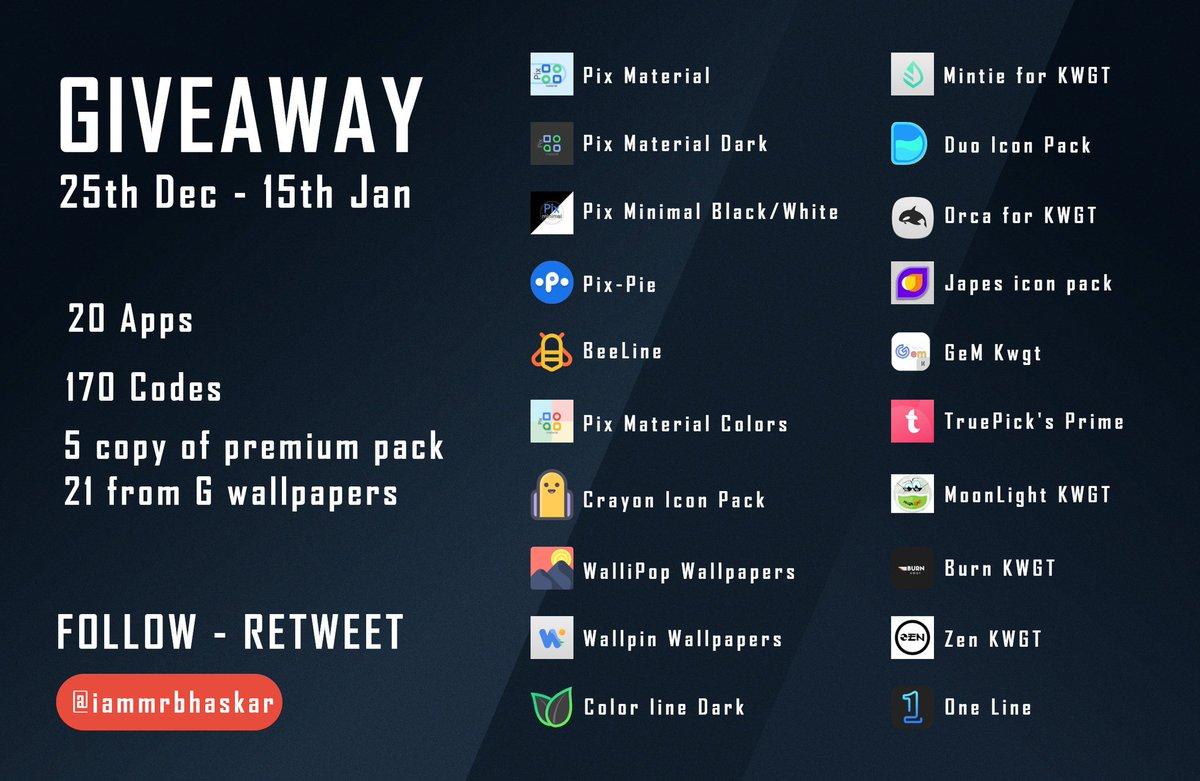 GIVEAWAY
25th Dec - 15th Jan
20 Apps
170 Codes
5 copy of premium pack
21 from G wallpapers
FOLLOW - RETWEET
@iammrbhaskar
Pix Material
Pix Material Dark
Pix Minimal Black/White
Pix-Pie
BeeLine
Pix Material Colors
Crayon Icon Pack
WalliPop Wallpapers
Wallpin Wallpapers
Color line Dark
Mintie for KWGT
Duo Icon Pack
Orca for KWGT
Japes icon pack
GeM Kwgt
TruePick's Prime
MoonLight KWGT
Burn KWGT
Zen KWGT
One Line